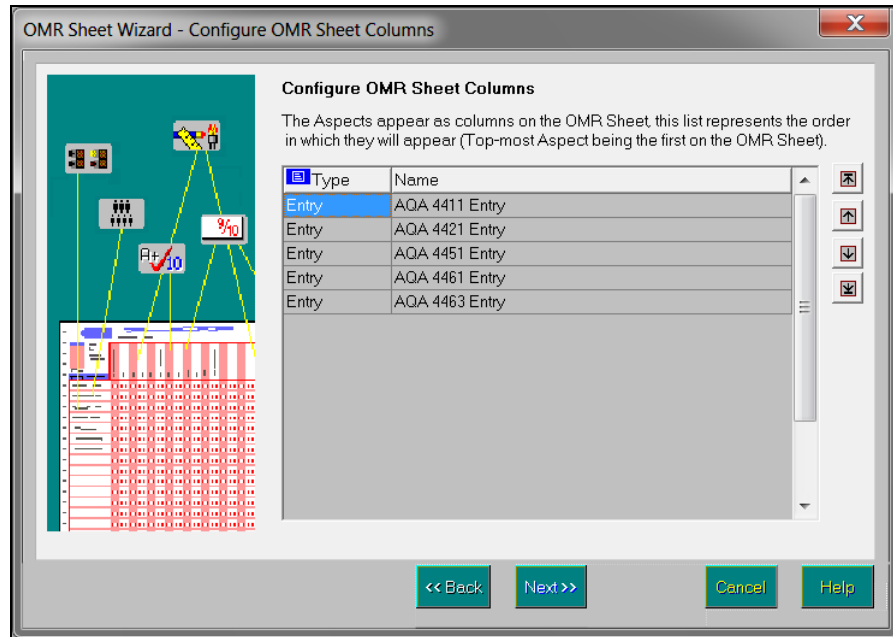 OMR Sheet Wizard - Configure OMR Sheet Columns
X
Configure OMR Sheet Columns
The Aspects appear as columns on the OMR Sheet, this list represents the order
in which they will appear (Top-most Aspect being the first on the OMR Sheet).
Type Name
Entry AQA 4411 Entry
Entry AQA 4421 Entry
Entry AQA 4451 Entry
Entry AQA 4461 Entry
Entry AQA 4463 Entry
9/10
A+ 10
<< Back Next >> Cancel Help